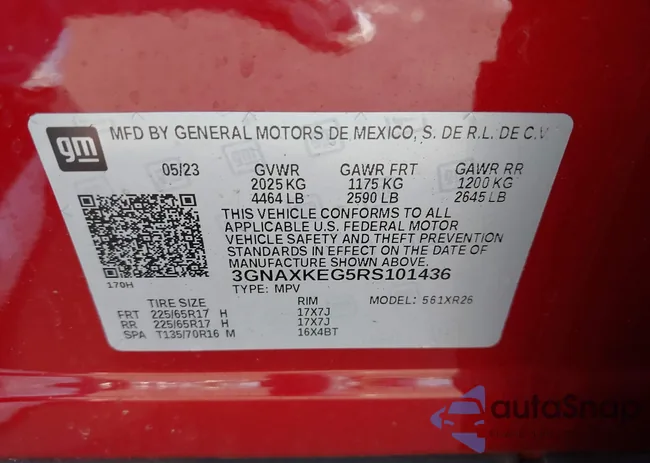 gm
MFD BY GENERAL MOTORS DE MEXICO, S. DE R.L. DE C.V.
05/23 GVWR GAWR FRT GAWR RR
2025 KG 1175 KG 1200 KG
4464 LB 2590 LB 2645 LB
THIS VEHICLE CONFORMS TO ALL
APPLICABLE U.S. FEDERAL MOTOR
VEHICLE SAFETY AND THEFT PREVENTION
STANDARDS IN EFFECT ON THE DATE OF
MANUFACTURE SHOWN ABOVE.
3GNAXKEG5RS101436
170H
TYPE: MPV
TIRE SIZE RIM MODEL: 561XR26
FRT 225/65R17 H 17X7J
RR 225/65R17 H 17X7J
SPA T135/70R16 M 16X4BT
autoSnap